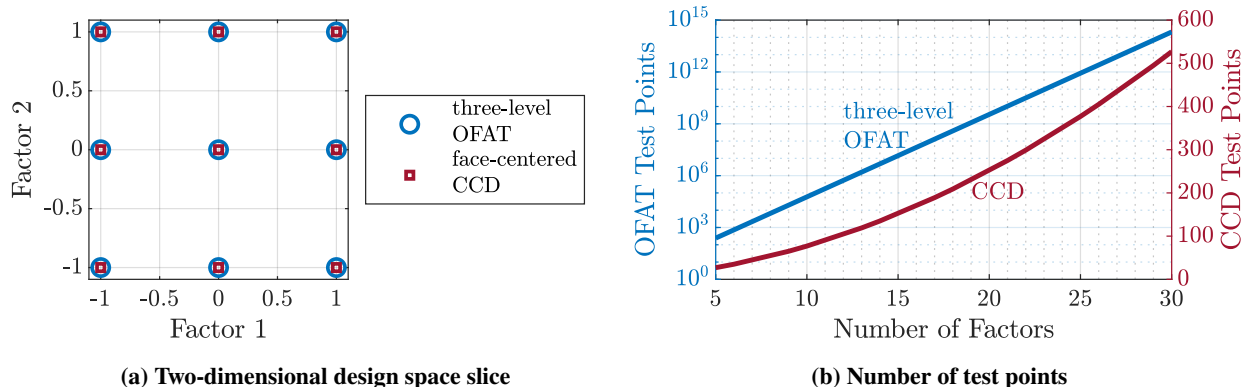 1
0.5
0
-0.5
-1
-1
-0.5
0
0.5
1
Factor 2
Factor 1
three-level
OFAT
face-centered
CCD
(a) Two-dimensional design space slice
10^15
10^12
10^9
10^6
10^3
10^0
OFAT Test Points
three-level
OFAT
CCD
600
500
400
300
200
100
0
CCD Test Points
5
10
15
20
25
30
Number of Factors
(b) Number of test points